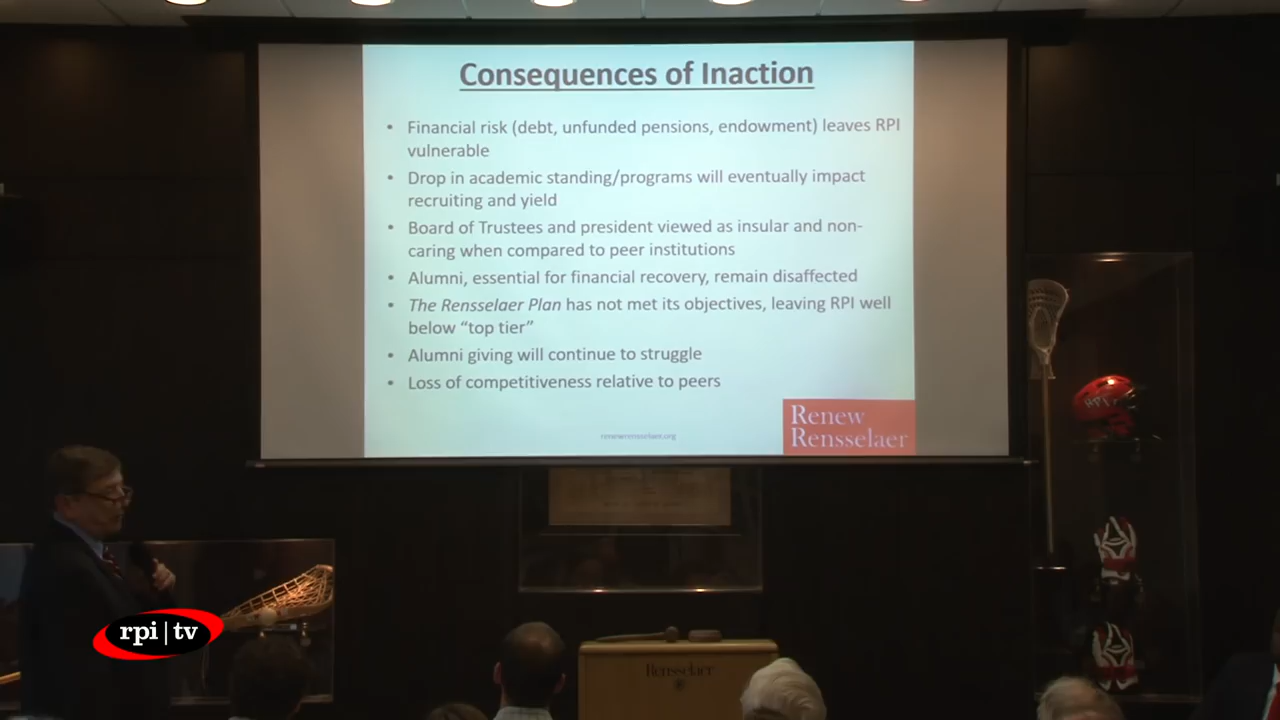 Consequences of Inaction
• Financial risk (debt, unfunded pensions, endowment) leaves RPI
vulnerable
• Drop in academic standing/programs will eventually impact
recruiting and yield
• Board of Trustees and president viewed as insular and non-
caring when compared to peer institutions
• Alumni, essential for financial recovery, remain disaffected
• The Rensselaer Plan has not met its objectives, leaving RPI well
below “top tier”
• Alumni giving will continue to struggle
• Loss of competitiveness relative to peers
renewrensselaer.org
Renew
Rensselaer
RPI
rpi|tv
Rensselaer